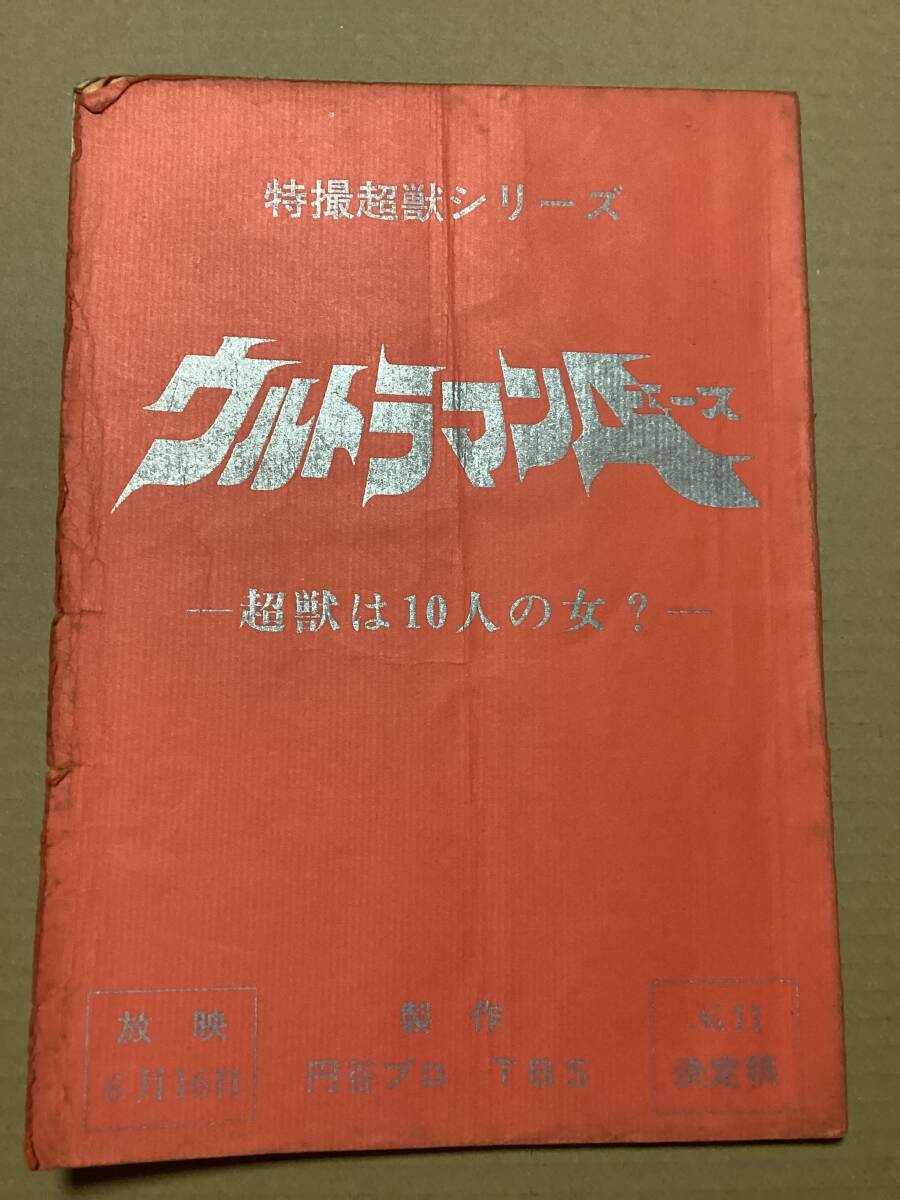 特撮超獣シリーズ
ウルトラマンA
エース
—超獣は10人の女?—
放映
6月16日
製作
円谷プロ TBS
№11
決定稿